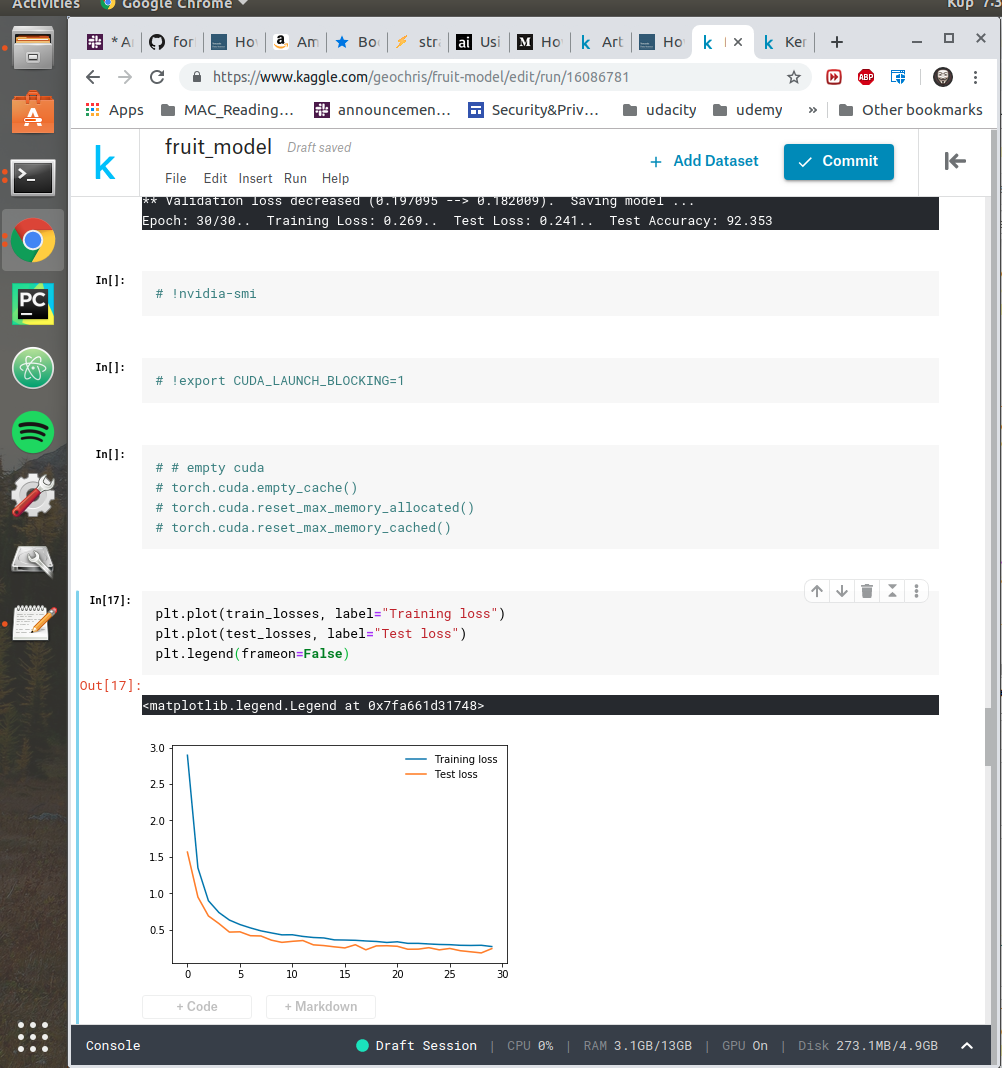 Activities
Google Chrome
* A
for
Ho
Am
Bo
str
ai Usi
M Ho
k Art
Ho
k
k Ker
https://www.kaggle.com/geochris/fruit-model/edit/run/16086781
ABP
Apps
MAC_Reading...
announcemen...
Security&Priv...
udacity
udemy
»
Other bookmarks
k
fruit_model
Draft saved
File Edit Insert Run Help
+ Add Dataset
Commit
** Validation loss decreased (0.197095 --> 0.182009).  Saving model ...
Epoch: 30/30..  Training Loss: 0.269..  Test Loss: 0.241..  Test Accuracy: 92.353
In[]:
# !nvidia-smi
In[]:
# !export CUDA_LAUNCH_BLOCKING=1
In[]:
# # empty cuda
# torch.cuda.empty_cache()
# torch.cuda.reset_max_memory_allocated()
# torch.cuda.reset_max_memory_cached()
In[17]:
plt.plot(train_losses, label="Training loss")
plt.plot(test_losses, label="Test loss")
plt.legend(frameon=False)
Out[17]:
<matplotlib.legend.Legend at 0x7fa661d31748>
3.0
2.5
2.0
1.5
1.0
0.5
Training loss
Test loss
0 5 10 15 20 25 30
+ Code
+ Markdown
Console
Draft Session | CPU 0% | RAM 3.1GB/13GB | GPU On | Disk 273.1MB/4.9GB
PC